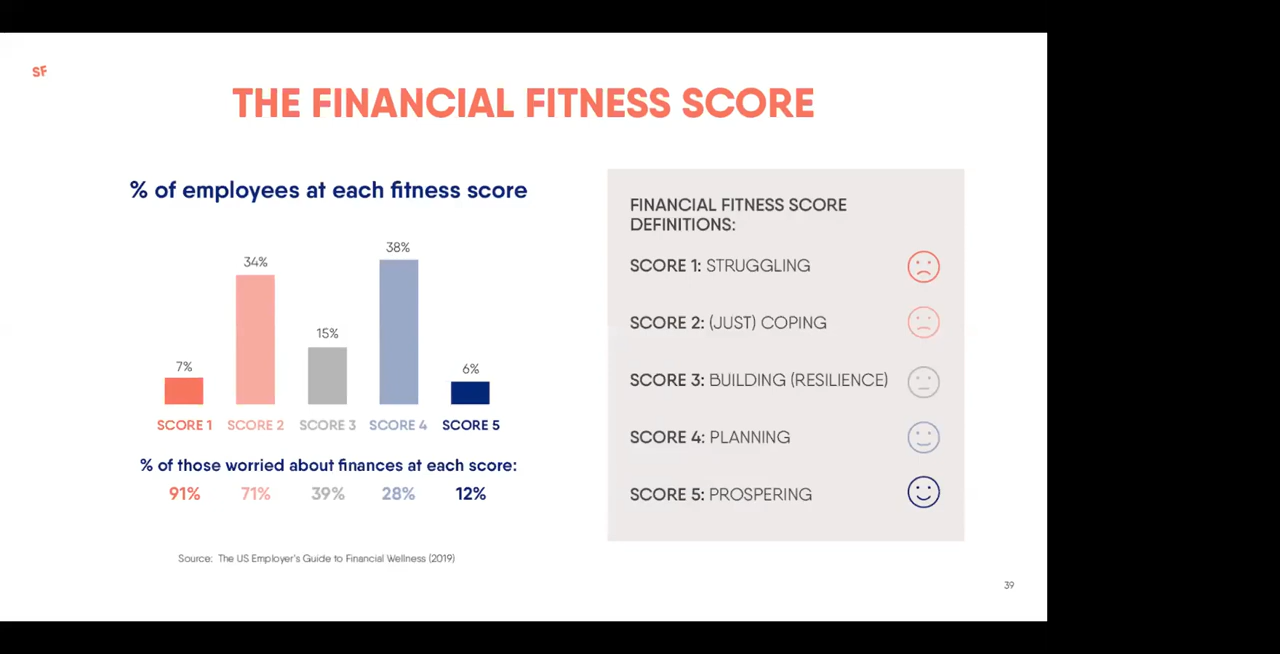 SF
THE FINANCIAL FITNESS SCORE
% of employees at each fitness score
7% 34% 15% 38% 6%
SCORE 1 SCORE 2 SCORE 3 SCORE 4 SCORE 5
% of those worried about finances at each score:
91% 71% 39% 28% 12%
Source: The US Employer's Guide to Financial Wellness (2019)
FINANCIAL FITNESS SCORE
DEFINITIONS:
SCORE 1: STRUGGLING
SCORE 2: (JUST) COPING
SCORE 3: BUILDING (RESILIENCE)
SCORE 4: PLANNING
SCORE 5: PROSPERING
39